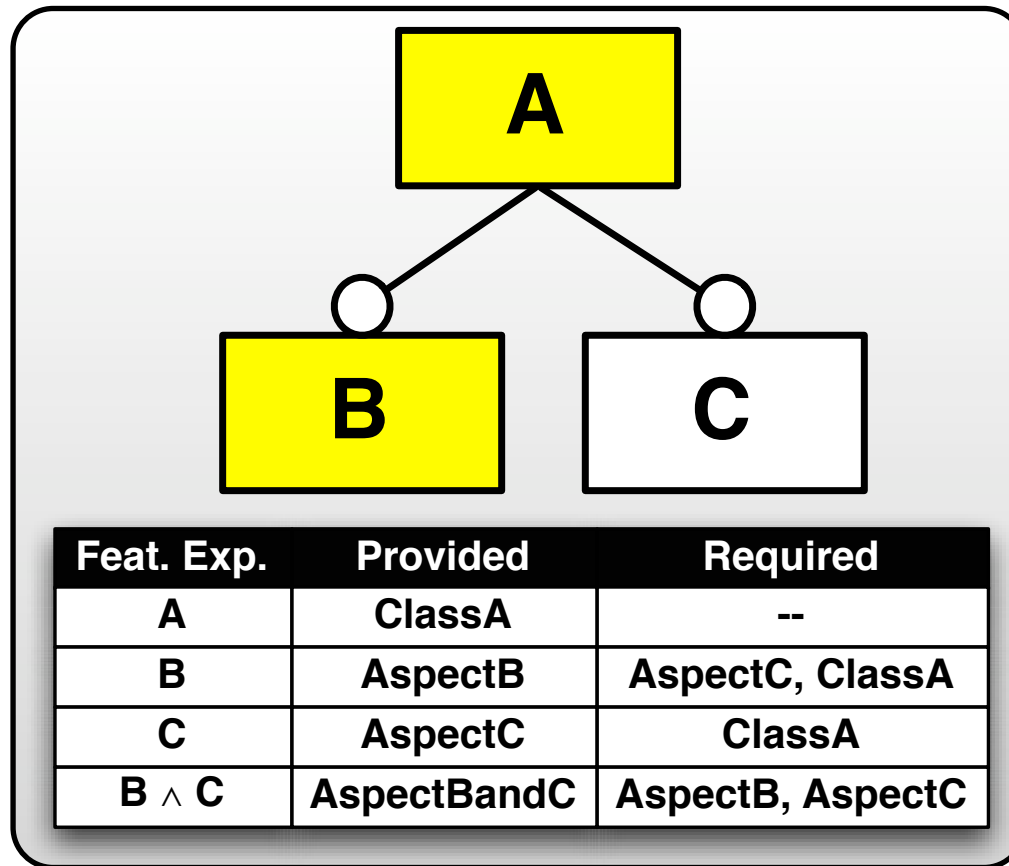 A
B C
Feat. Exp. Provided Required
A ClassA --
B AspectB AspectC, ClassA
C AspectC ClassA
B ∧ C AspectBandC AspectB, AspectC